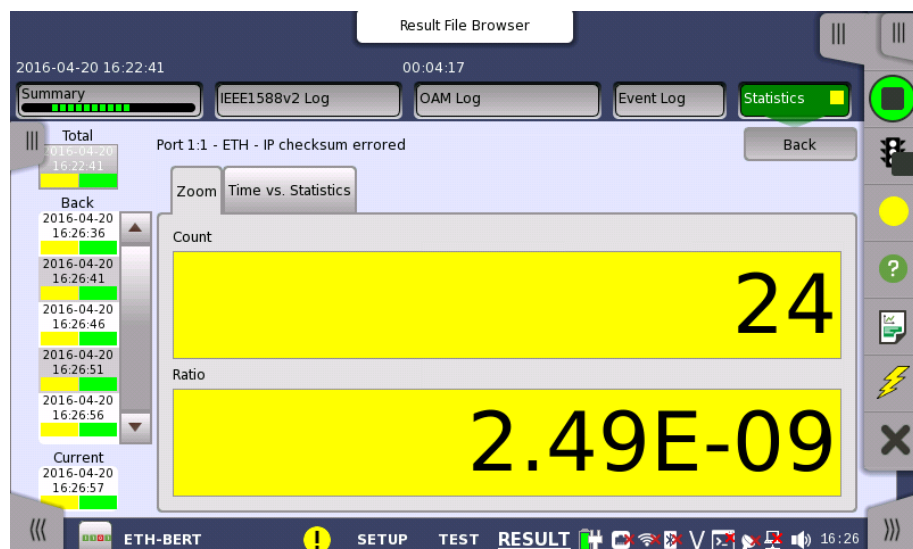 Result File Browser
2016-04-20 16:22:41 00:04:17
Summary IEEE1588v2 Log OAM Log Event Log Statistics
Total
2016-04-20
16:22:41
Port 1:1 - ETH - IP checksum errored
Back
Zoom Time vs. Statistics
Back
2016-04-20
16:26:36
2016-04-20
16:26:41
2016-04-20
16:26:46
2016-04-20
16:26:51
2016-04-20
16:26:56
Current
2016-04-20
16:26:57
Count
24
Ratio
2.49E-09
ETH-BERT SETUP TEST RESULT V 16:26